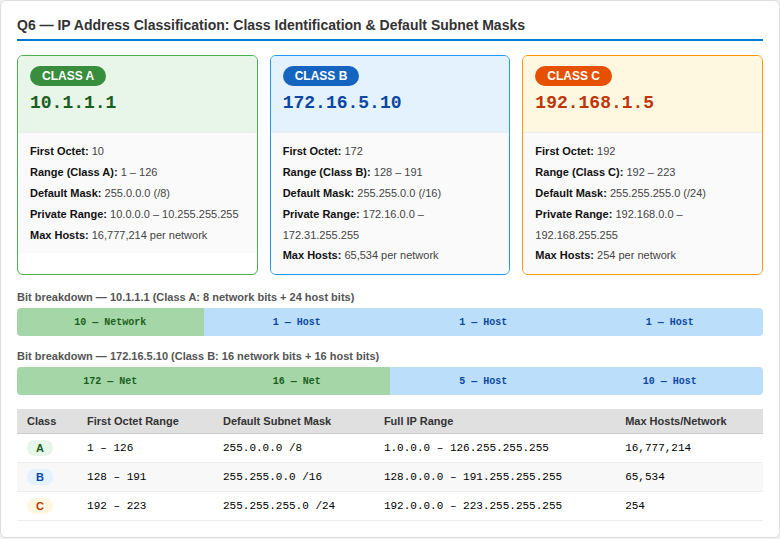 Q6 — IP Address Classification: Class Identification & Default Subnet Masks
CLASS A
10.1.1.1
First Octet: 10
Range (Class A): 1 – 126
Default Mask: 255.0.0.0 (/8)
Private Range: 10.0.0.0 – 10.255.255.255
Max Hosts: 16,777,214 per network
CLASS B
172.16.5.10
First Octet: 172
Range (Class B): 128 – 191
Default Mask: 255.255.0.0 (/16)
Private Range: 172.16.0.0 –
172.31.255.255
Max Hosts: 65,534 per network
CLASS C
192.168.1.5
First Octet: 192
Range (Class C): 192 – 223
Default Mask: 255.255.255.0 (/24)
Private Range: 192.168.0.0 –
192.168.255.255
Max Hosts: 254 per network
Bit breakdown — 10.1.1.1 (Class A: 8 network bits + 24 host bits)
10 — Network 1 — Host 1 — Host 1 — Host
Bit breakdown — 172.16.5.10 (Class B: 16 network bits + 16 host bits)
172 — Net 16 — Net 5 — Host 10 — Host
Class First Octet Range Default Subnet Mask Full IP Range Max Hosts/Network
A 1 – 126 255.0.0.0 /8 1.0.0.0 – 126.255.255.255 16,777,214
B 128 – 191 255.255.0.0 /16 128.0.0.0 – 191.255.255.255 65,534
C 192 – 223 255.255.255.0 /24 192.0.0.0 – 223.255.255.255 254